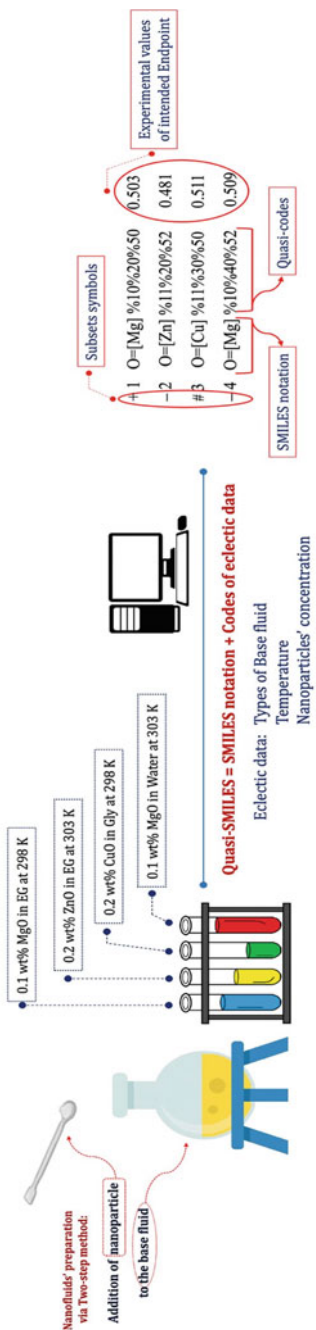 Nanofluids' preparation
via Two-step method:
Addition of nanoparticle
to the base fluid
0.1 wt% MgO in EG at 298 K
0.2 wt% ZnO in EG at 303 K
0.2 wt% CuO in Gly at 298 K
0.1 wt% MgO in Water at 303 K
Quasi-SMILES = SMILES notation + Codes of eclectic data
Eclectic data: Types of Base fluid
Temperature
Nanoparticles' concentration
Subsets symbols
Experimental values
of intended Endpoint
+ 1 O=[Mg] %10%20%50 0.503
− 2 O=[Zn] %11%20%52 0.481
# 3 O=[Cu] %11%30%50 0.511
− 4 O=[Mg] %10%40%52 0.509
SMILES notation
Quasi-codes